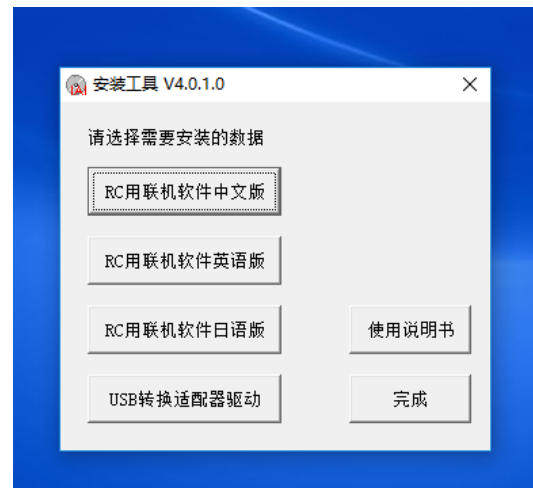 安装工具 V4.0.1.0
请选择需要安装的数据
RC用联机软件中文版
RC用联机软件英语版
RC用联机软件日语版
使用说明书
USB转换适配器驱动
完成